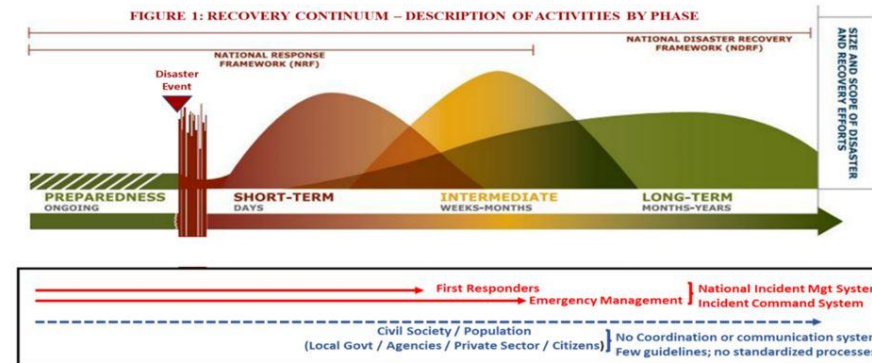 FIGURE 1: RECOVERY CONTINUUM – DESCRIPTION OF ACTIVITIES BY PHASE
NATIONAL RESPONSE
FRAMEWORK (NRF)
NATIONAL DISASTER RECOVERY
FRAMEWORK (NDRF)
SIZE AND SCOPE OF DISASTER
AND RECOVERY EFFORTS
Disaster
Event
PREPAREDNESS
ONGOING
SHORT-TERM
DAYS
INTERMEDIATE
WEEKS-MONTHS
LONG-TERM
MONTHS-YEARS
First Responders
Emergency Management
National Incident Mgt System
Incident Command System
Civil Society / Population
(Local Govt / Agencies / Private Sector / Citizens)
No Coordination or communication system
Few guidelines; no standardized processes